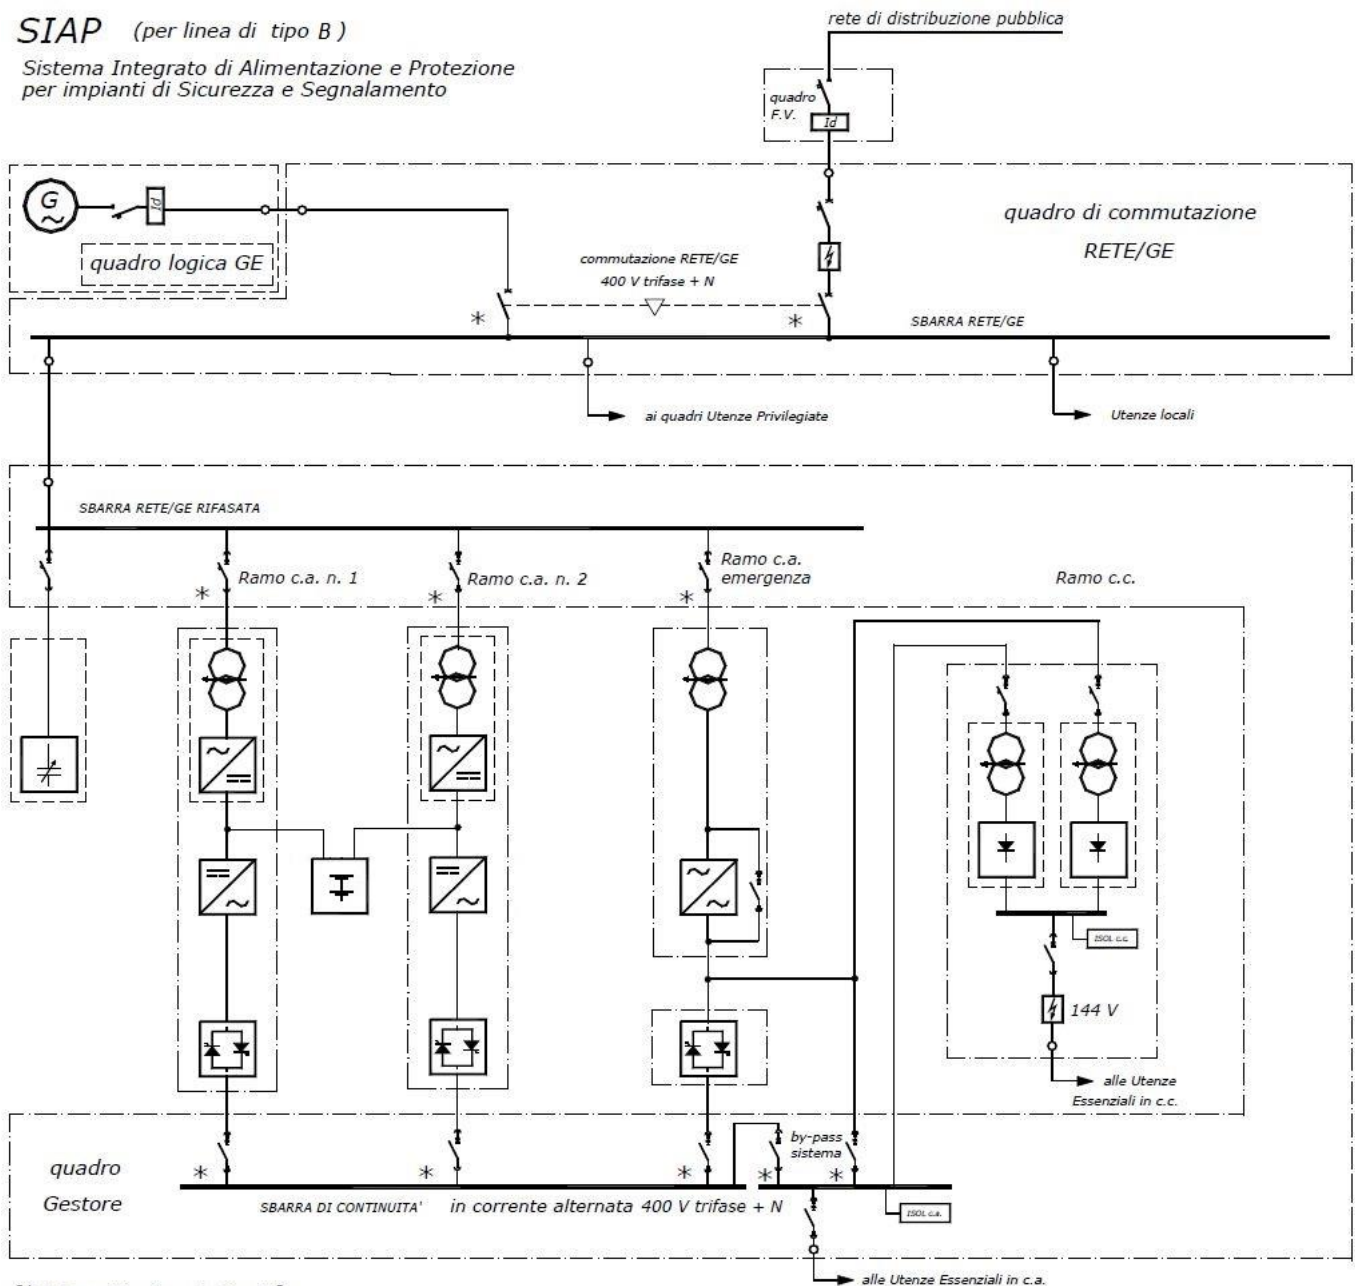 SIAP (per linea di tipo B )
Sistema Integrato di Alimentazione e Protezione
per impianti di Sicurezza e Segnalamento
rete di distribuzione pubblica
quadro
F.V.
Id
G
Id
quadro logica GE
quadro di commutazione
RETE/GE
commutazione RETE/GE
400 V trifase + N
*
*
SBARRA RETE/GE
ai quadri Utenze Privilegiate
Utenze locali
SBARRA RETE/GE RIFASATA
Ramo c.a. n. 1
*
Ramo c.a. n. 2
*
Ramo c.a.
emergenza
*
Ramo c.c.
ISOL c.c.
144 V
alle Utenze
Essenziali in c.c.
quadro
Gestore
*
*
*
*
by-pass
sistema
*
SBARRA DI CONTINUITA' in corrente alternata 400 V trifase + N
ISOL c.a.
alle Utenze Essenziali in c.a.